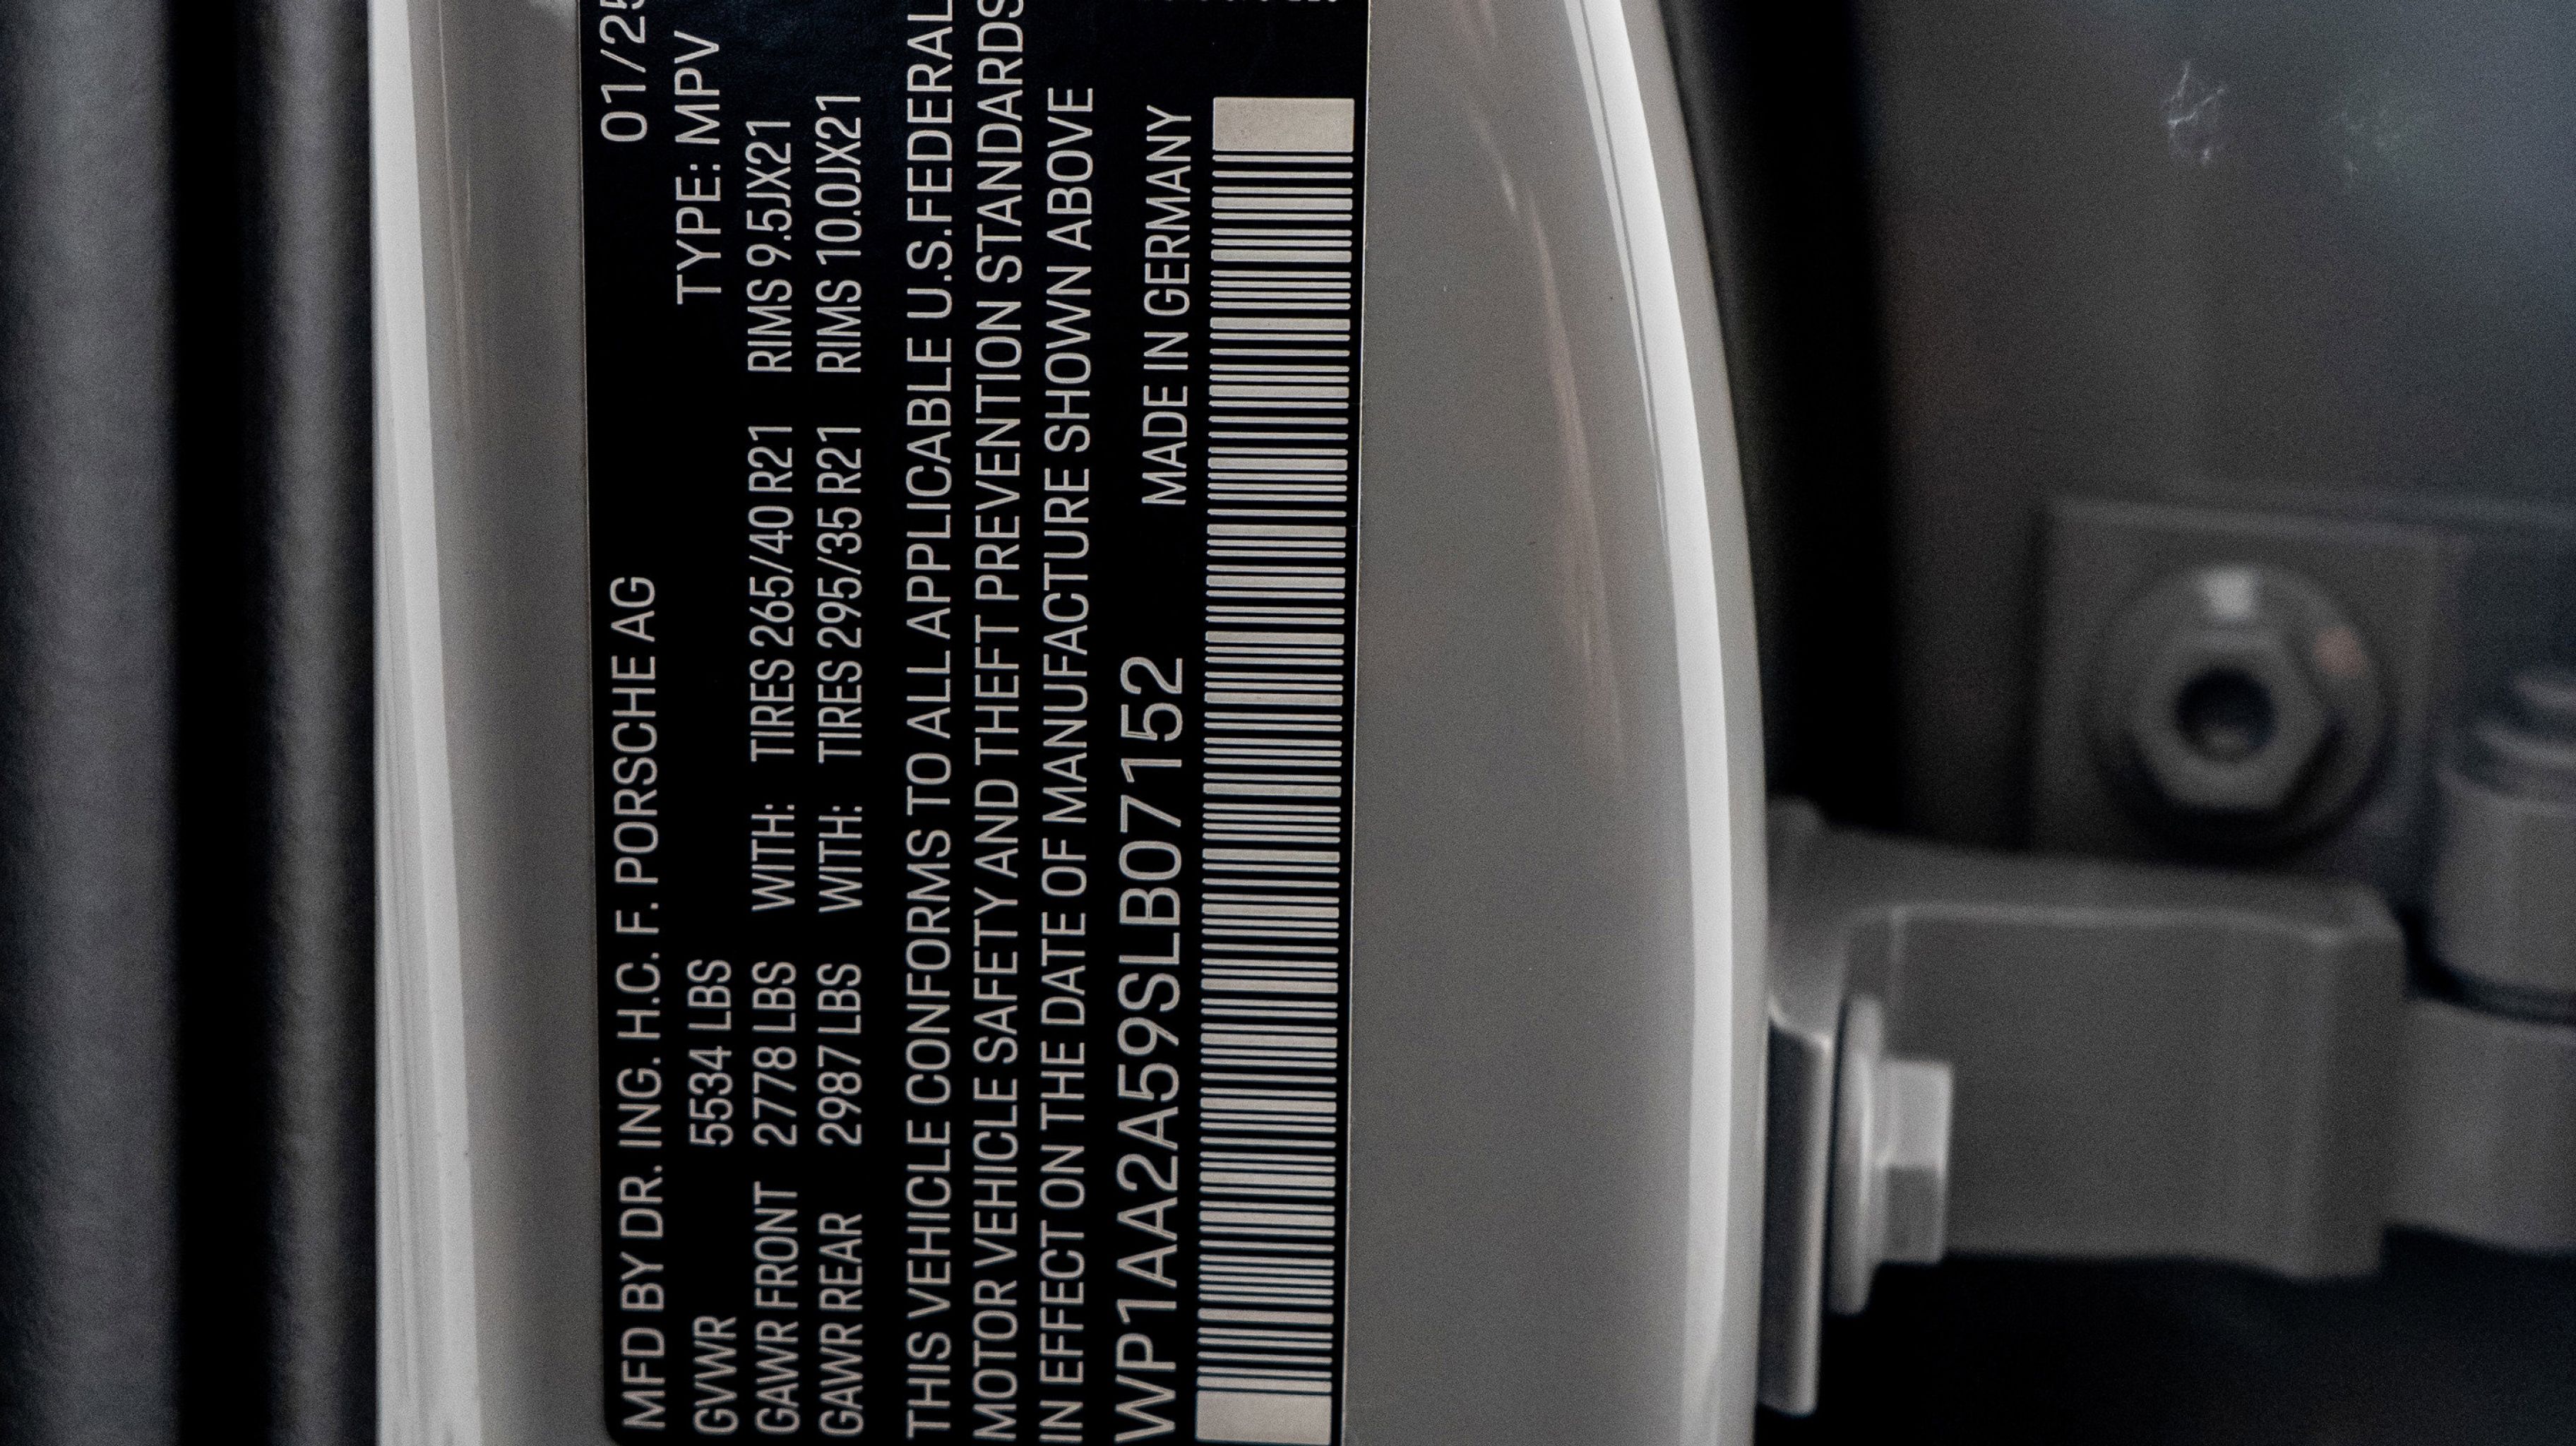 MFD BY DR. ING. H.C. F. PORSCHE AG 01/25
GVWR 5534 LBS TYPE: MPV
GAWR FRONT 2778 LBS WITH: TIRES 265/40 R21 RIMS 9.5JX21
GAWR REAR 2987 LBS WITH: TIRES 295/35 R21 RIMS 10.0JX21
THIS VEHICLE CONFORMS TO ALL APPLICABLE U.S.FEDERAL
MOTOR VEHICLE SAFETY AND THEFT PREVENTION STANDARDS
IN EFFECT ON THE DATE OF MANUFACTURE SHOWN ABOVE
WP1AA2A59SLB07152 MADE IN GERMANY